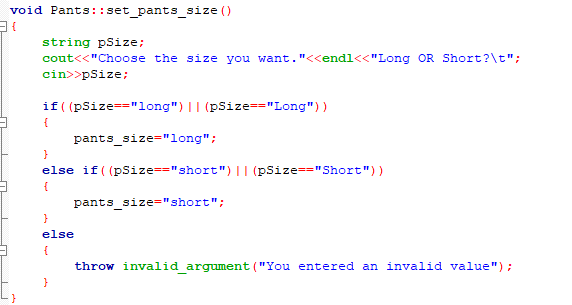 void Pants::set_pants_size()
{
string pSize;
cout<<"Choose the size you want."<<endl<<"Long OR Short?\t";
cin>>pSize;
if((pSize=="long")||(pSize=="Long"))
{
pants_size="long";
}
else if((pSize=="short")||(pSize=="Short"))
{
pants_size="short";
}
else
{
throw invalid_argument("You entered an invalid value");
}
}